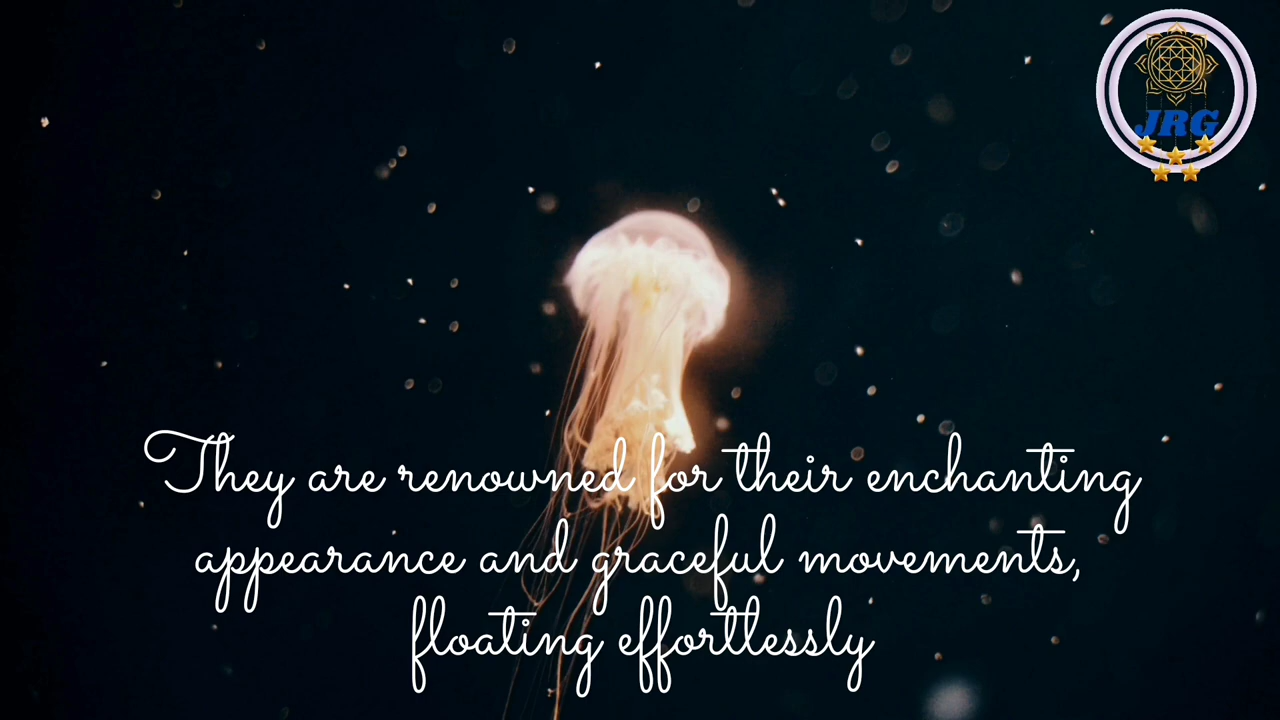 JRG
They are renowned for their enchanting
appearance and graceful movements,
floating effortlessly